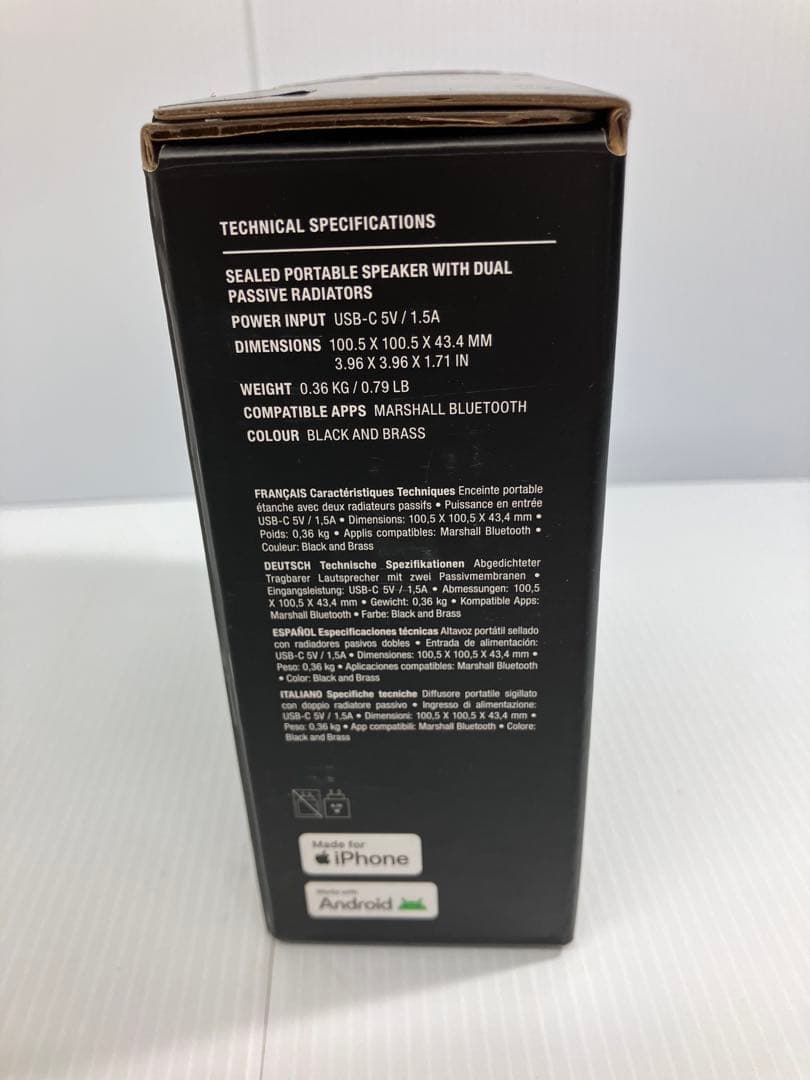 TECHNICAL SPECIFICATIONS
SEALED PORTABLE SPEAKER WITH DUAL
PASSIVE RADIATORS
POWER INPUT USB-C 5V / 1.5A
DIMENSIONS 100.5 X 100.5 X 43.4 MM
3.96 X 3.96 X 1.71 IN
WEIGHT 0.36 KG / 0.79 LB
COMPATIBLE APPS MARSHALL BLUETOOTH
COLOUR BLACK AND BRASS
FRANÇAIS Caractéristiques Techniques Enceinte portable
étanche avec deux radiateurs passifs • Puissance en entrée
USB-C 5V / 1,5A • Dimensions: 100,5 X 100,5 X 43,4 mm •
Poids: 0,36 kg • Applis compatibles: Marshall Bluetooth •
Couleur: Black and Brass
DEUTSCH Technische Spezifikationen Abgedichteter
Tragbarer Lautsprecher mit zwei Passivmembranen •
Eingangsleistung: USB-C 5V / 1,5A • Abmessungen: 100,5
X 100,5 X 43,4 mm • Gewicht: 0,36 kg • Kompatible Apps:
Marshall Bluetooth • Farbe: Black and Brass
ESPAÑOL Especificaciones técnicas Altavoz portátil sellado
con radiadores pasivos dobles • Entrada de alimentación:
USB-C 5V / 1,5A • Dimensiones: 100,5 X 100,5 X 43,4 mm •
Peso: 0,36 kg • Aplicaciones compatibles: Marshall Bluetooth
• Color: Black and Brass
ITALIANO Specifiche tecniche Diffusore portatile sigillato
con doppio radiatore passivo • Ingresso di alimentazione:
USB-C 5V / 1,5A • Dimensioni: 100,5 X 100,5 X 43,4 mm •
Peso: 0,36 kg • App compatibili: Marshall Bluetooth • Colore:
Black and Brass
Made for
iPhone
Works with
Android